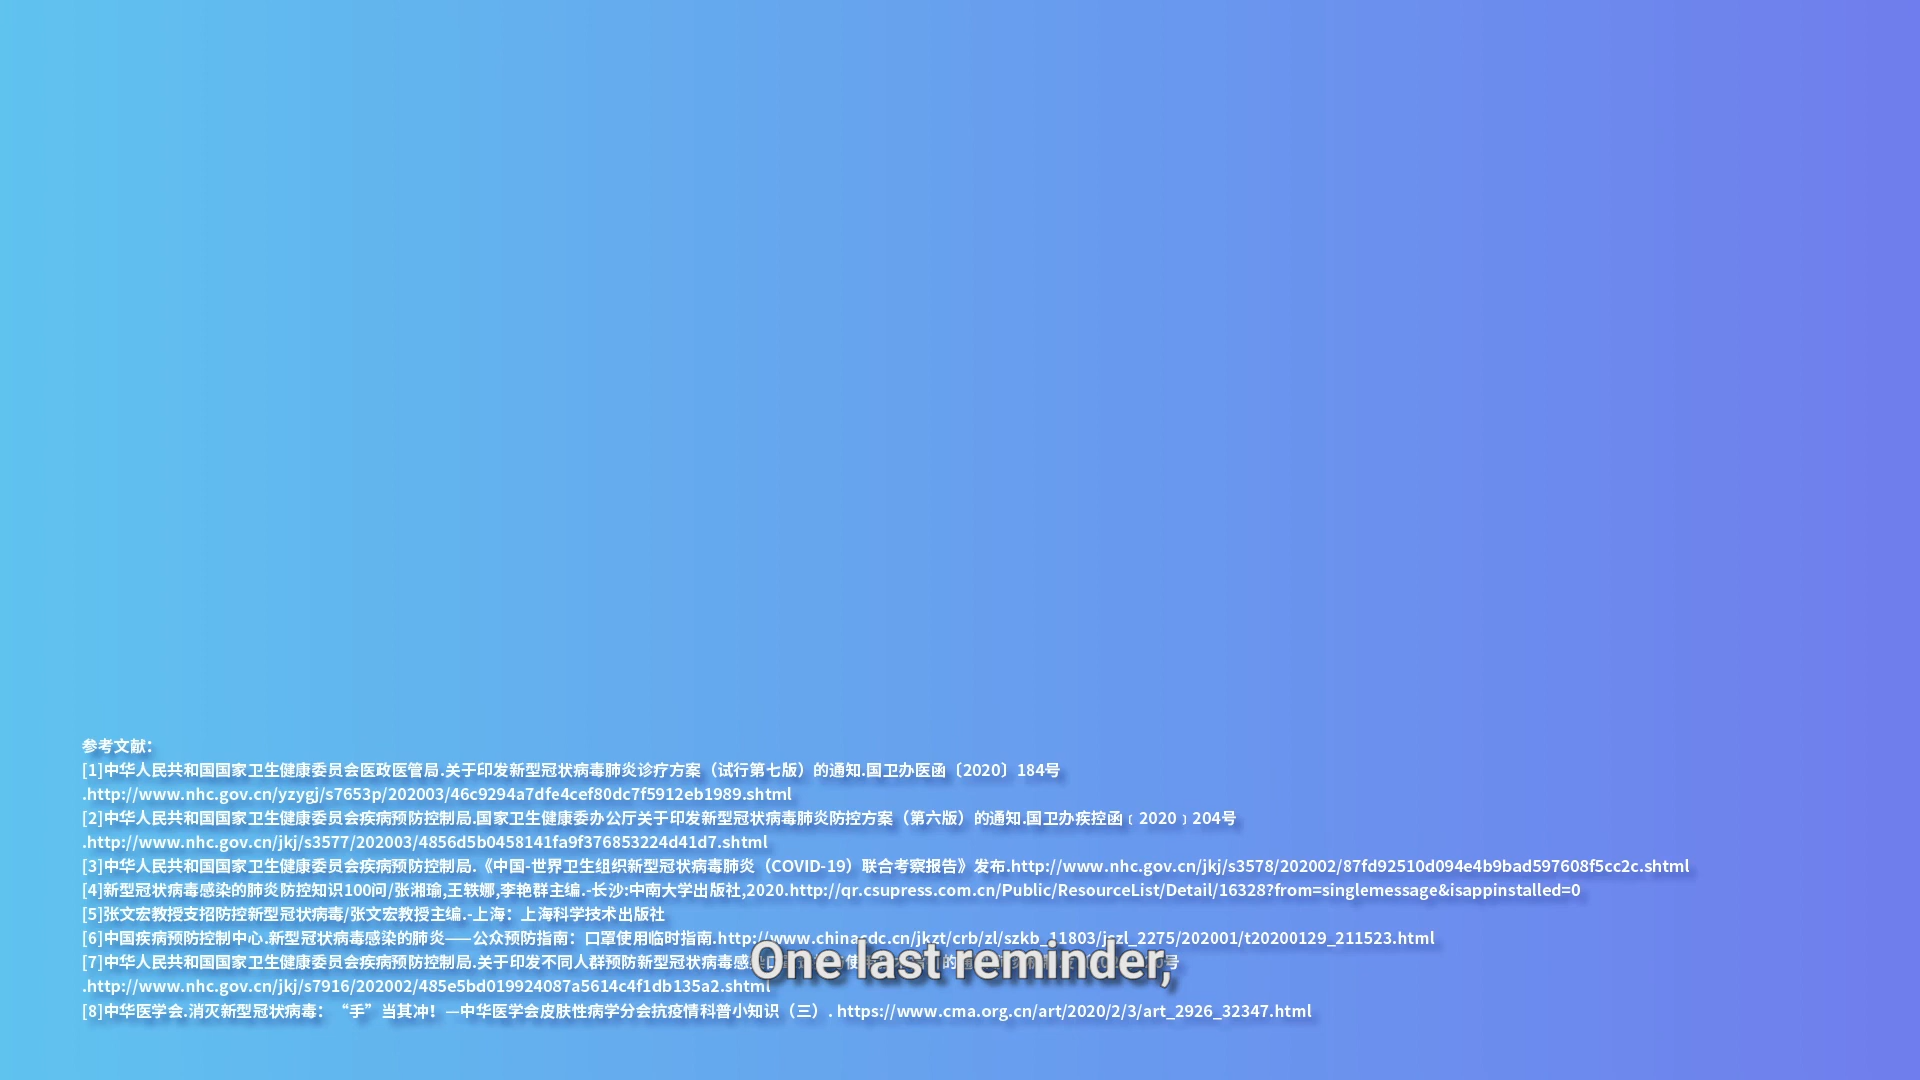 参考文献：
[1]中华人民共和国国家卫生健康委员会医政医管局.关于印发新型冠状病毒肺炎诊疗方案（试行第七版）的通知.国卫办医函〔2020〕184号
.http://www.nhc.gov.cn/yzygj/s7653p/202003/46c9294a7dfe4cef80dc7f5912eb1989.shtml
[2]中华人民共和国国家卫生健康委员会疾病预防控制局.国家卫生健康委办公厅关于印发新型冠状病毒肺炎防控方案（第六版）的通知.国卫办疾控函﹝2020﹞204号
.http://www.nhc.gov.cn/jkj/s3577/202003/4856d5b0458141fa9f376853224d41d7.shtml
[3]中华人民共和国国家卫生健康委员会疾病预防控制局.《中国-世界卫生组织新型冠状病毒肺炎（COVID-19）联合考察报告》发布.http://www.nhc.gov.cn/jkj/s3578/202002/87fd92510d094e4b9bad597608f5cc2c.shtml
[4]新型冠状病毒感染的肺炎防控知识100问/张湘瑜,王轶娜,李艳群主编.-长沙:中南大学出版社,2020.http://qr.csupress.com.cn/Public/ResourceList/Detail/16328?from=singlemessage&isappinstalled=0
[5]张文宏教授支招防控新型冠状病毒/张文宏教授主编.-上海：上海科学技术出版社
[6]中国疾病预防控制中心.新型冠状病毒感染的肺炎——公众预防指南：口罩使用临时指南.http://www.chinacdc.cn/jkzt/crb/zl/szkb_11803/jszl_2275/202001/t20200129_211523.html
[7]中华人民共和国国家卫生健康委员会疾病预防控制局.关于印发不同人群预防新型冠状病毒感 号
One last reminder,
.http://www.nhc.gov.cn/jkj/s7916/202002/485e5bd019924087a5614c4f1db135a2.shtml
[8]中华医学会.消灭新型冠状病毒：“手”当其冲！—中华医学会皮肤性病学分会抗疫情科普小知识（三）. https://www.cma.org.cn/art/2020/2/3/art_2926_32347.html